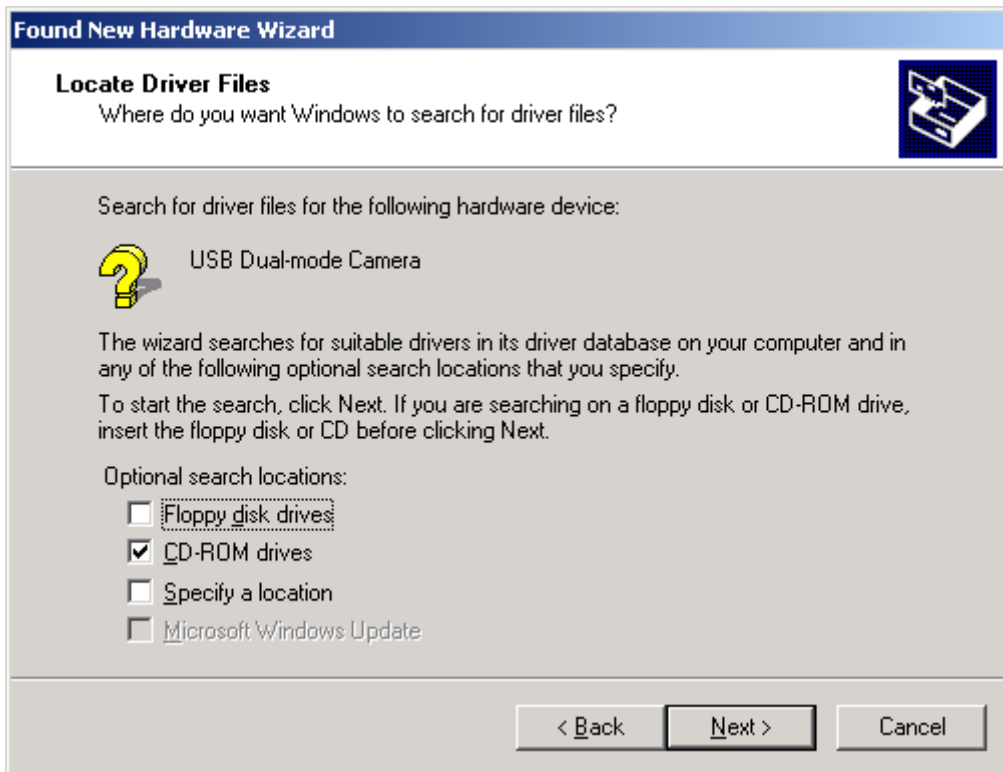 Found New Hardware Wizard
Locate Driver Files
Where do you want Windows to search for driver files?
Search for driver files for the following hardware device:
USB Dual-mode Camera
The wizard searches for suitable drivers in its driver database on your computer and in
any of the following optional search locations that you specify.
To start the search, click Next. If you are searching on a floppy disk or CD-ROM drive,
insert the floppy disk or CD before clicking Next.
Optional search locations:
Floppy disk drives
CD-ROM drives
Specify a location
Microsoft Windows Update
< Back Next > Cancel